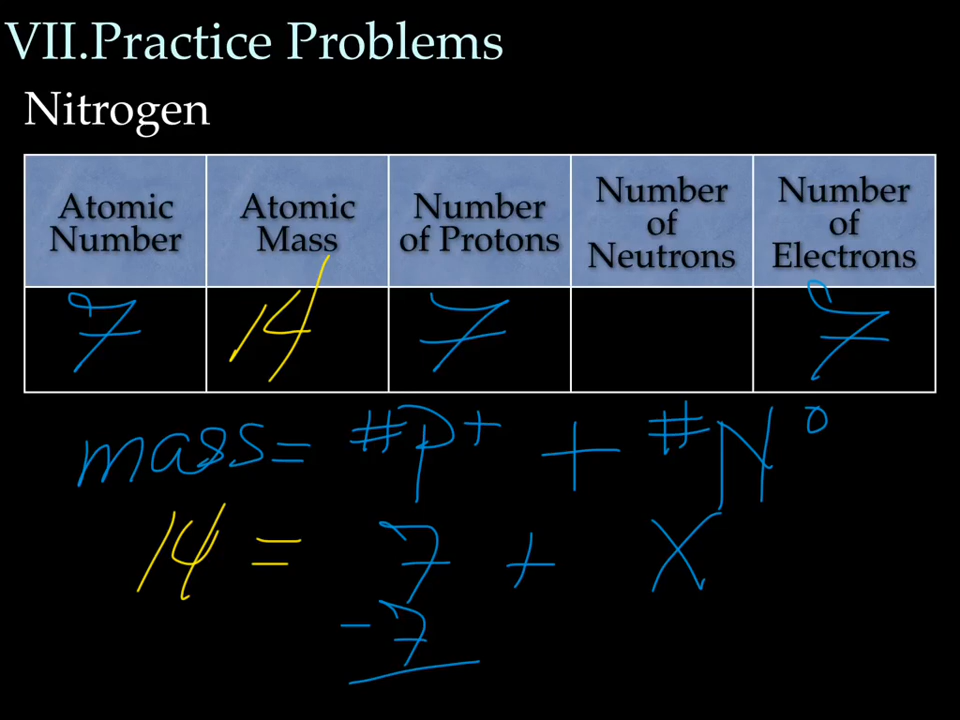 VII.Practice Problems
Nitrogen
Atomic Number
Atomic Mass
Number of Protons
Number of Neutrons
Number of Electrons
7 14 7 7
mass = #P+ + #N°
14 = 7 + X
-7